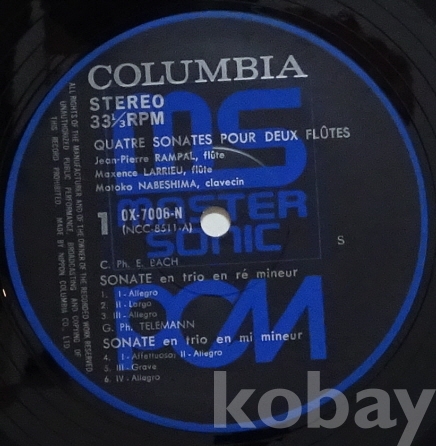 COLUMBIA
STEREO
33⅓RPM
QUATRE SONATES POUR DEUX FLÛTES
Jean-Pierre RAMPAL, flûte
Maxence LARRIEU, flûte
Motoko NABESHIMA, clavecin
1
OX-7006-N
(NCC-8511-A)
MASTER
SONIC
S
C. Ph. E. BACH
SONATE en trio en ré mineur
1. I - Allegro
2. II - Largo
3. III - Allegro
G. Ph. TELEMANN
SONATE en trio en mi mineur
4. I - Affettuoso; II - Allegro
5. III - Grave
6. IV - Allegro
ALL RIGHTS OF THE MANUFACTURER AND OF THE OWNER OF THE RECORDED WORK RESERVED.
UNAUTHORIZED PUBLIC PERFORMANCE, BROADCASTING AND COPYING OF
THIS RECORD PROHIBITED. MADE BY NIPPON COLUMBIA CO., LTD.
kobay